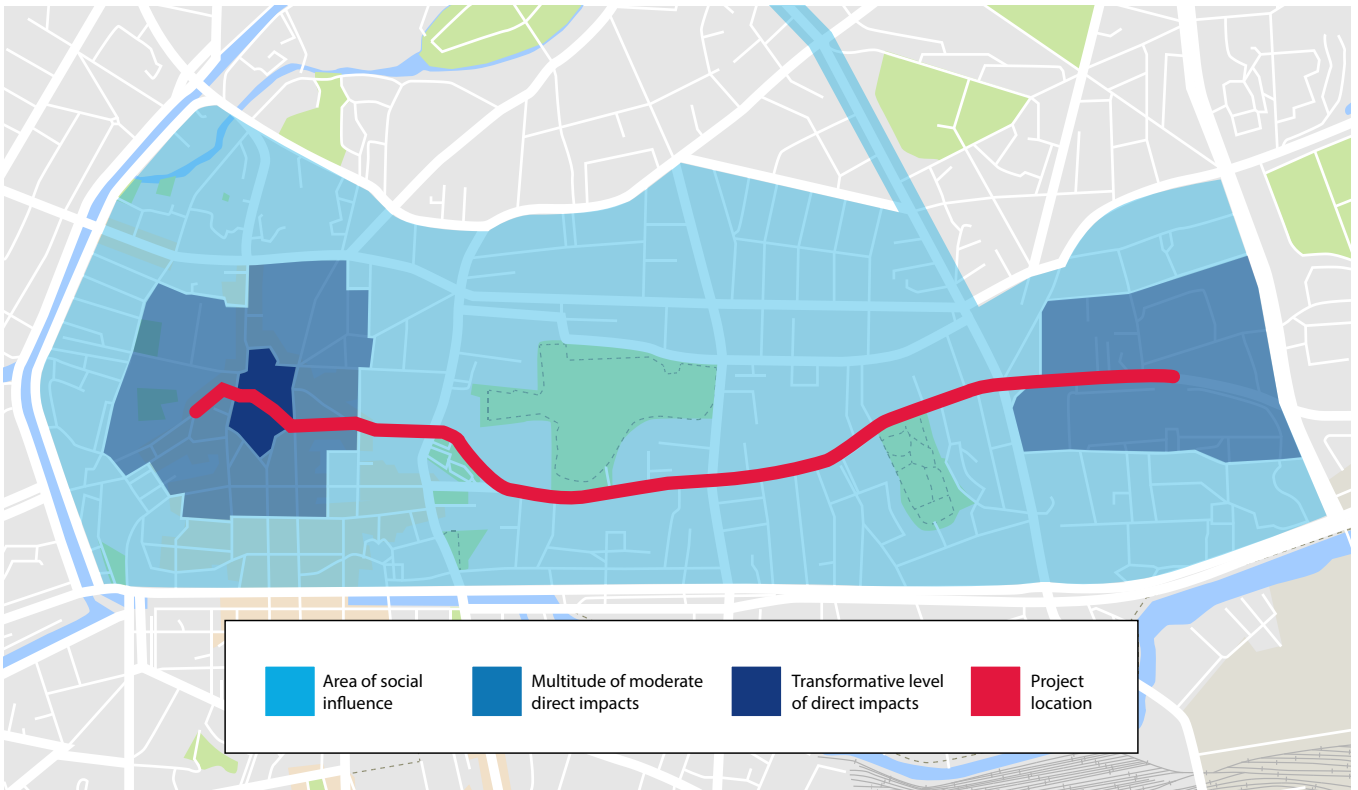 Area of social
influence
Multitude of moderate
direct impacts
Transformative level
of direct impacts
Project
location